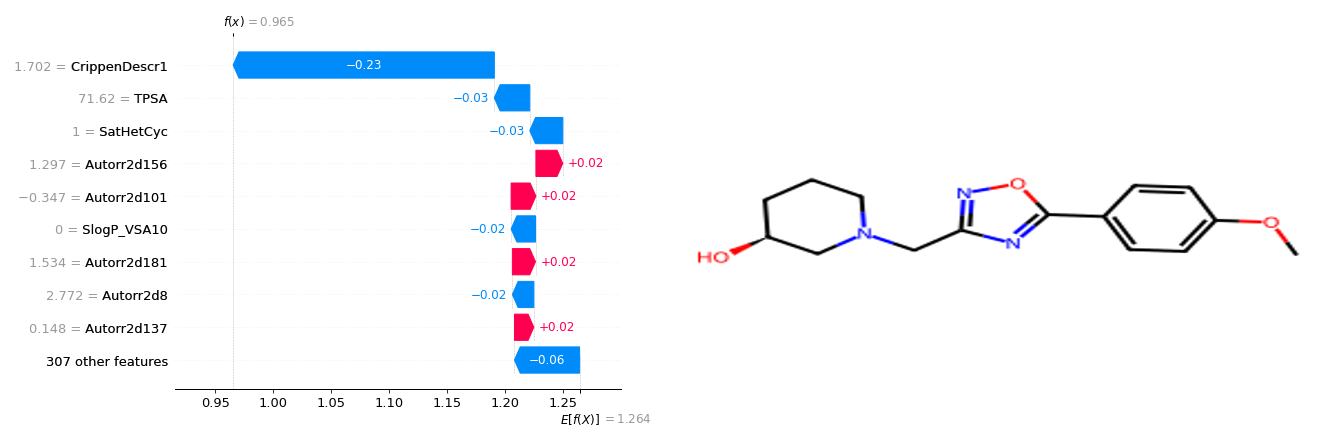 f(x) = 0.965
1.702 = CrippenDescr1 −0.23
71.62 = TPSA −0.03
1 = SatHetCyc −0.03
1.297 = Autorr2d156 +0.02
−0.347 = Autorr2d101 +0.02
0 = SlogP_VSA10 −0.02
1.534 = Autorr2d181 +0.02
2.772 = Autorr2d8 −0.02
0.148 = Autorr2d137 +0.02
307 other features −0.06
0.95 1.00 1.05 1.10 1.15 1.20 1.25
E[f(X)] = 1.264
O
N
O
N
N
HO